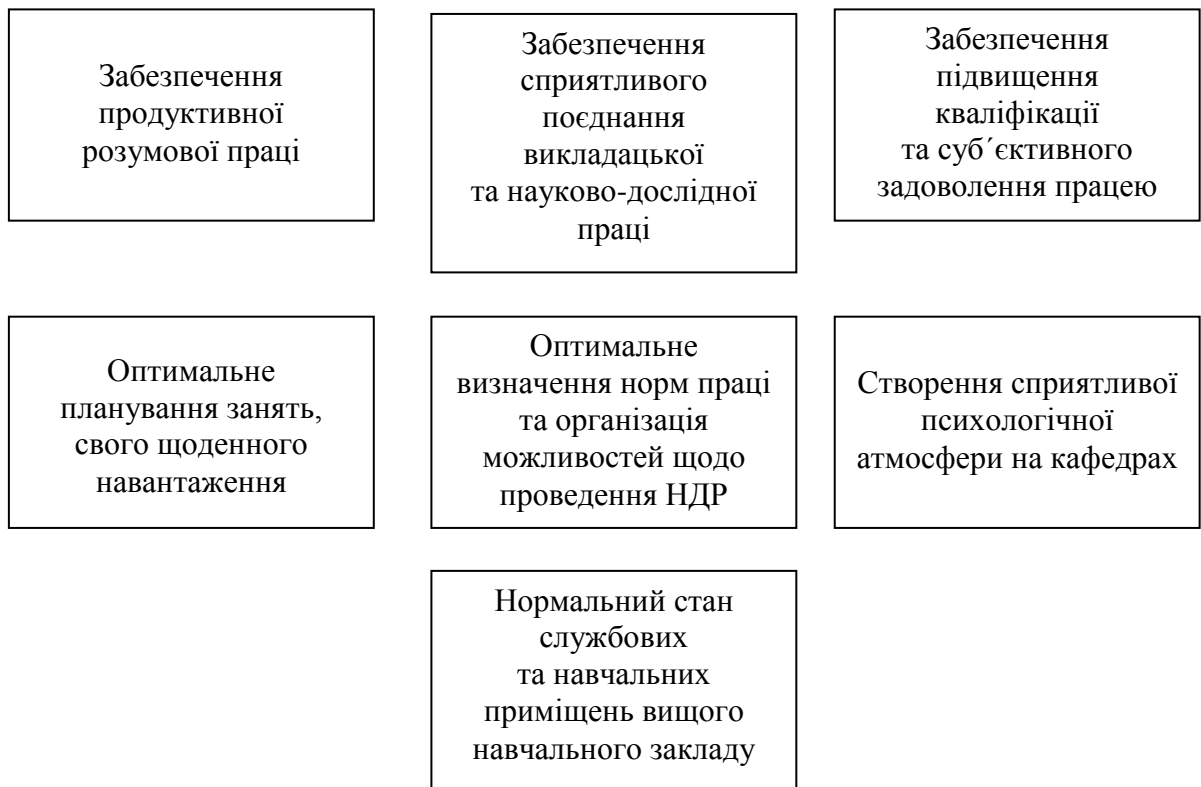 Забезпечення
продуктивної
розумової праці
Забезпечення
сприятливого
поєднання
викладацької
та науково-дослідної
праці
Забезпечення
підвищення
кваліфікації
та суб´єктивного
задоволення працею
Оптимальне
планування занять,
свого щоденного
навантаження
Оптимальне
визначення норм праці
та організація
можливостей щодо
проведення НДР
Створення сприятливої
психологічної
атмосфери на кафедрах
Нормальний стан
службових
та навчальних
приміщень вищого
навчального закладу